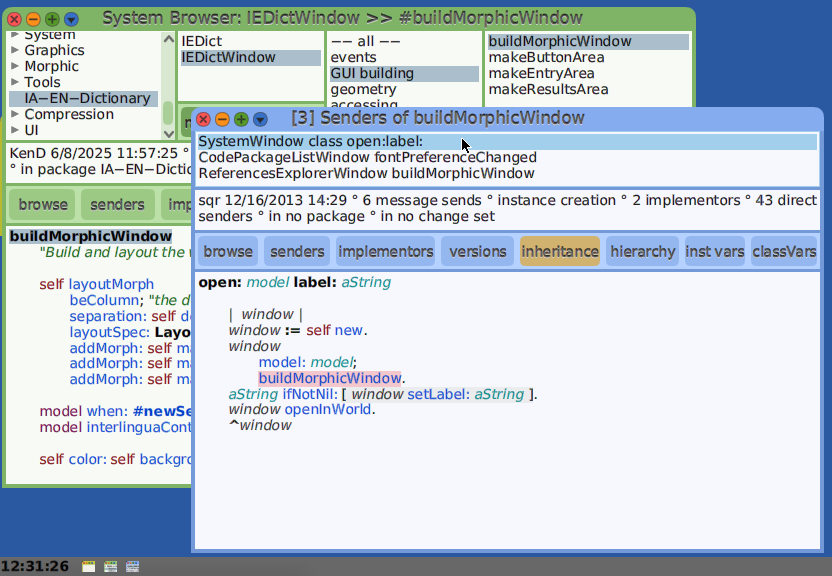 System Browser: IEDictWindow >> #buildMorphicWindow
System
Graphics
Morphic
Tools
IA−EN−Dictionary
Compression
UI
IEDict
IEDictWindow
−− all −−
events
GUI building
geometry
accessing
buildMorphicWindow
makeButtonArea
makeEntryArea
makeResultsArea
KenD 6/8/2025 11:57:25 °
° in package IA−EN−Dictio
browse
senders
imp
buildMorphicWindow
"Build and layout the
self layoutMorph
beColumn; "the d
separation: self de
layoutSpec: Layo
addMorph: self ma
addMorph: self ma
addMorph: self ma
model when: #newSe
model interlinguaCont
self color: self backgro
[3] Senders of buildMorphicWindow
SystemWindow class open:label:
CodePackageListWindow fontPreferenceChanged
ReferencesExplorerWindow buildMorphicWindow
sqr 12/16/2013 14:29 ° 6 message sends ° instance creation ° 2 implementors ° 43 direct
senders ° in no package ° in no change set
browse
senders
implementors
versions
inheritance
hierarchy
inst vars
classVars
open: model label: aString
| window |
window := self new.
window
model: model;
buildMorphicWindow.
aString ifNotNil: [ window setLabel: aString ].
window openInWorld.
^window
12:31:26